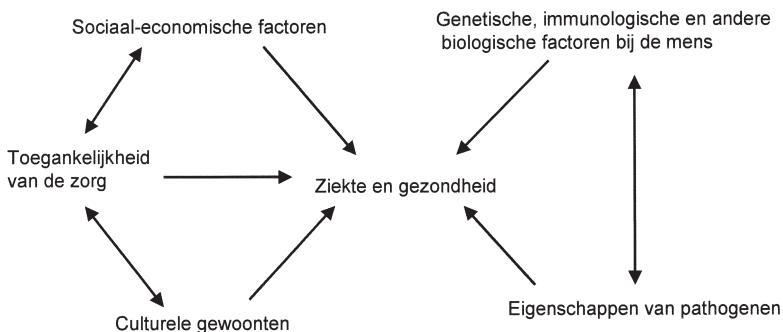 Sociaal-economische factoren
Genetische, immunologische en andere
biologische factoren bij de mens
Toegankelijkheid
van de zorg
Ziekte en gezondheid
Culturele gewoonten
Eigenschappen van pathogenen